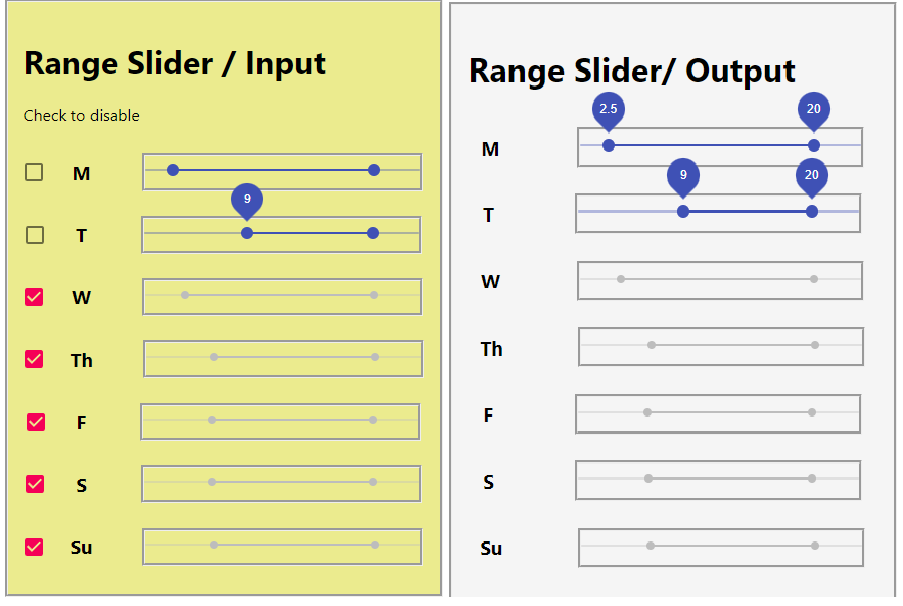 Range Slider / Input
Check to disable
M
9
T
W
Th
F
S
Su
Range Slider/ Output
2.5 20
M
9 20
T
W
Th
F
S
Su